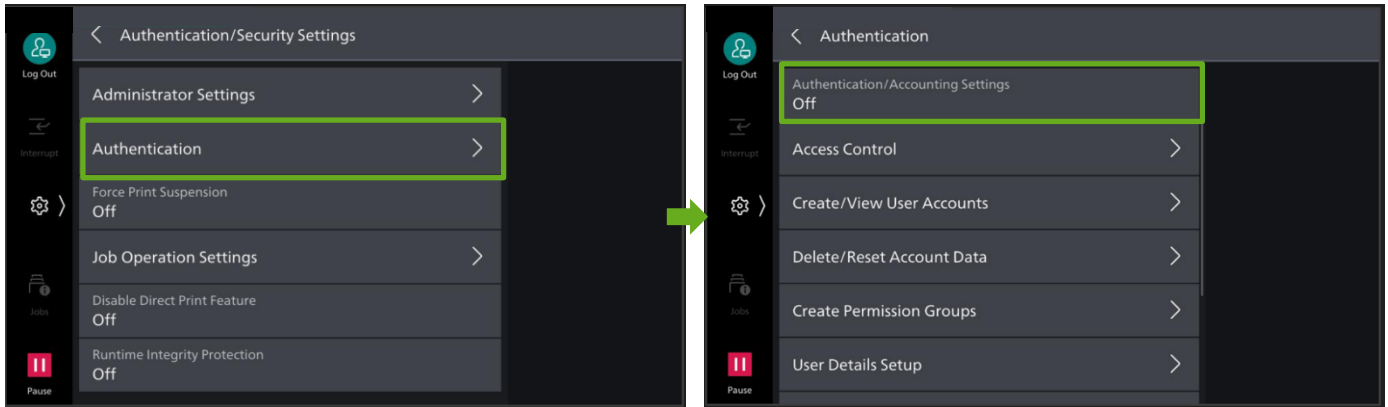 Authentication/Security Settings
Log Out
Administrator Settings
Interrupt
Authentication
Force Print Suspension
Off
Job Operation Settings
Jobs
Disable Direct Print Feature
Off
Runtime Integrity Protection
Off
Pause
Authentication
Log Out
Authentication/Accounting Settings
Off
Interrupt
Access Control
Create/View User Accounts
Delete/Reset Account Data
Jobs
Create Permission Groups
User Details Setup
Pause